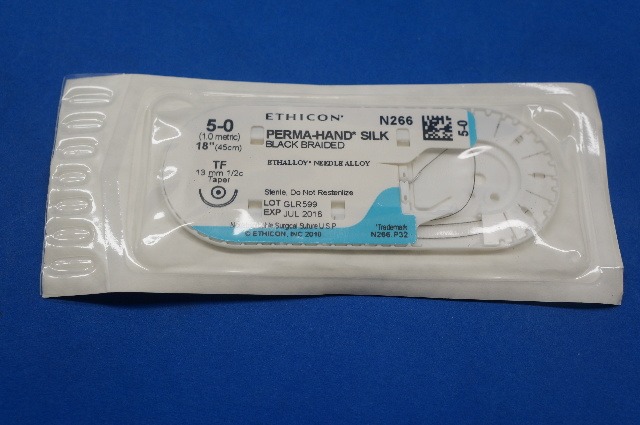 ETHICON*
N266
5-0
5-0
(1.0 metric)
18"(45cm)
PERMA-HAND* SILK
BLACK BRAIDED
ETHALLOY* NEEDLE ALLOY
TF
13 mm 1/2c
Taper
Sterile, Do Not Resterilize
LOT GLR599
EXP JUL 2016
Surgical Suture U.S.P.
© ETHICON, INC 2010
*Trademark
N266.P32